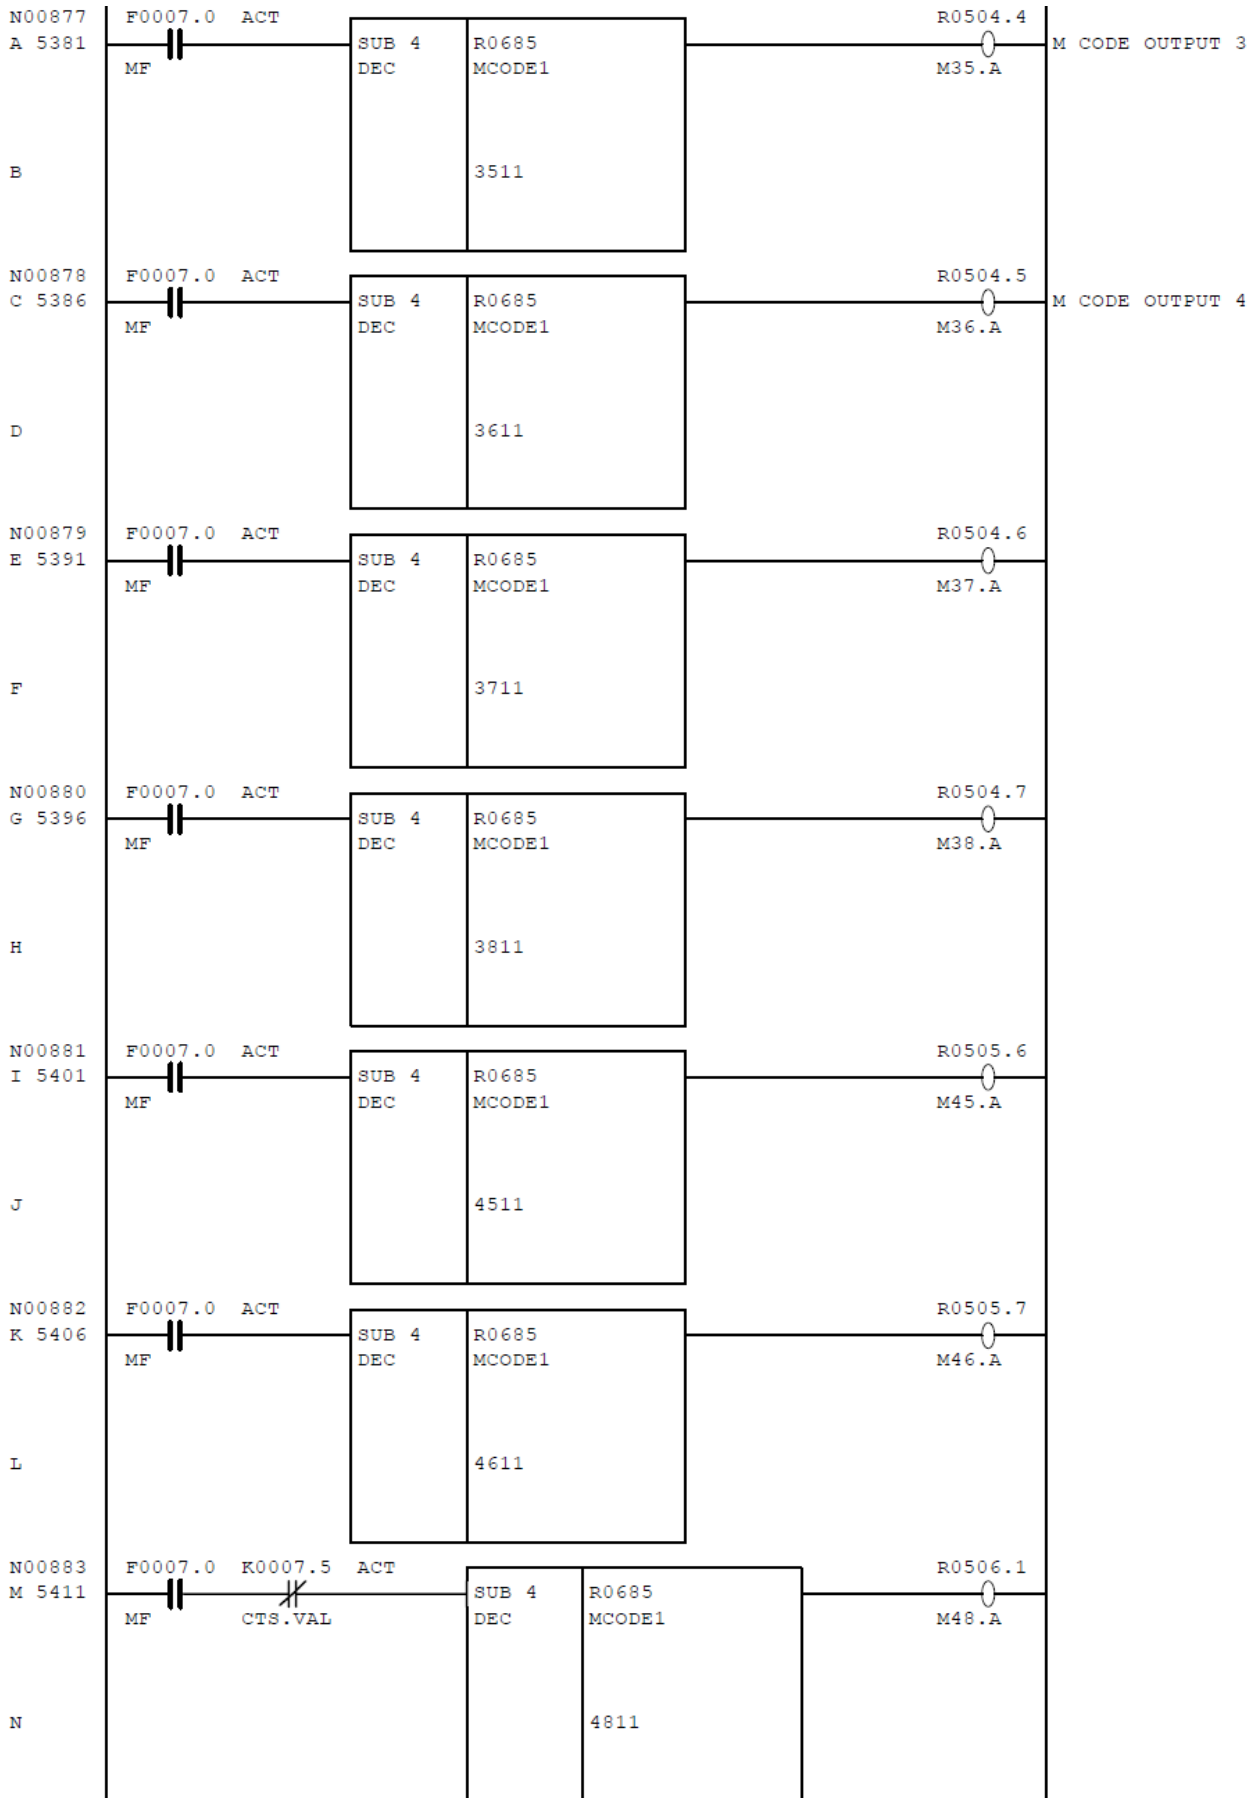 N00877 F0007.0 ACT R0504.4
A 5381 SUB 4 R0685 M CODE OUTPUT 3
MF DEC MCODE1 M35.A
B 3511
N00878 F0007.0 ACT R0504.5
C 5386 SUB 4 R0685 M CODE OUTPUT 4
MF DEC MCODE1 M36.A
D 3611
N00879 F0007.0 ACT R0504.6
E 5391 SUB 4 R0685
MF DEC MCODE1 M37.A
F 3711
N00880 F0007.0 ACT R0504.7
G 5396 SUB 4 R0685
MF DEC MCODE1 M38.A
H 3811
N00881 F0007.0 ACT R0505.6
I 5401 SUB 4 R0685
MF DEC MCODE1 M45.A
J 4511
N00882 F0007.0 ACT R0505.7
K 5406 SUB 4 R0685
MF DEC MCODE1 M46.A
L 4611
N00883 F0007.0 K0007.5 ACT R0506.1
M 5411 SUB 4 R0685
MF CTS.VAL DEC MCODE1 M48.A
N 4811